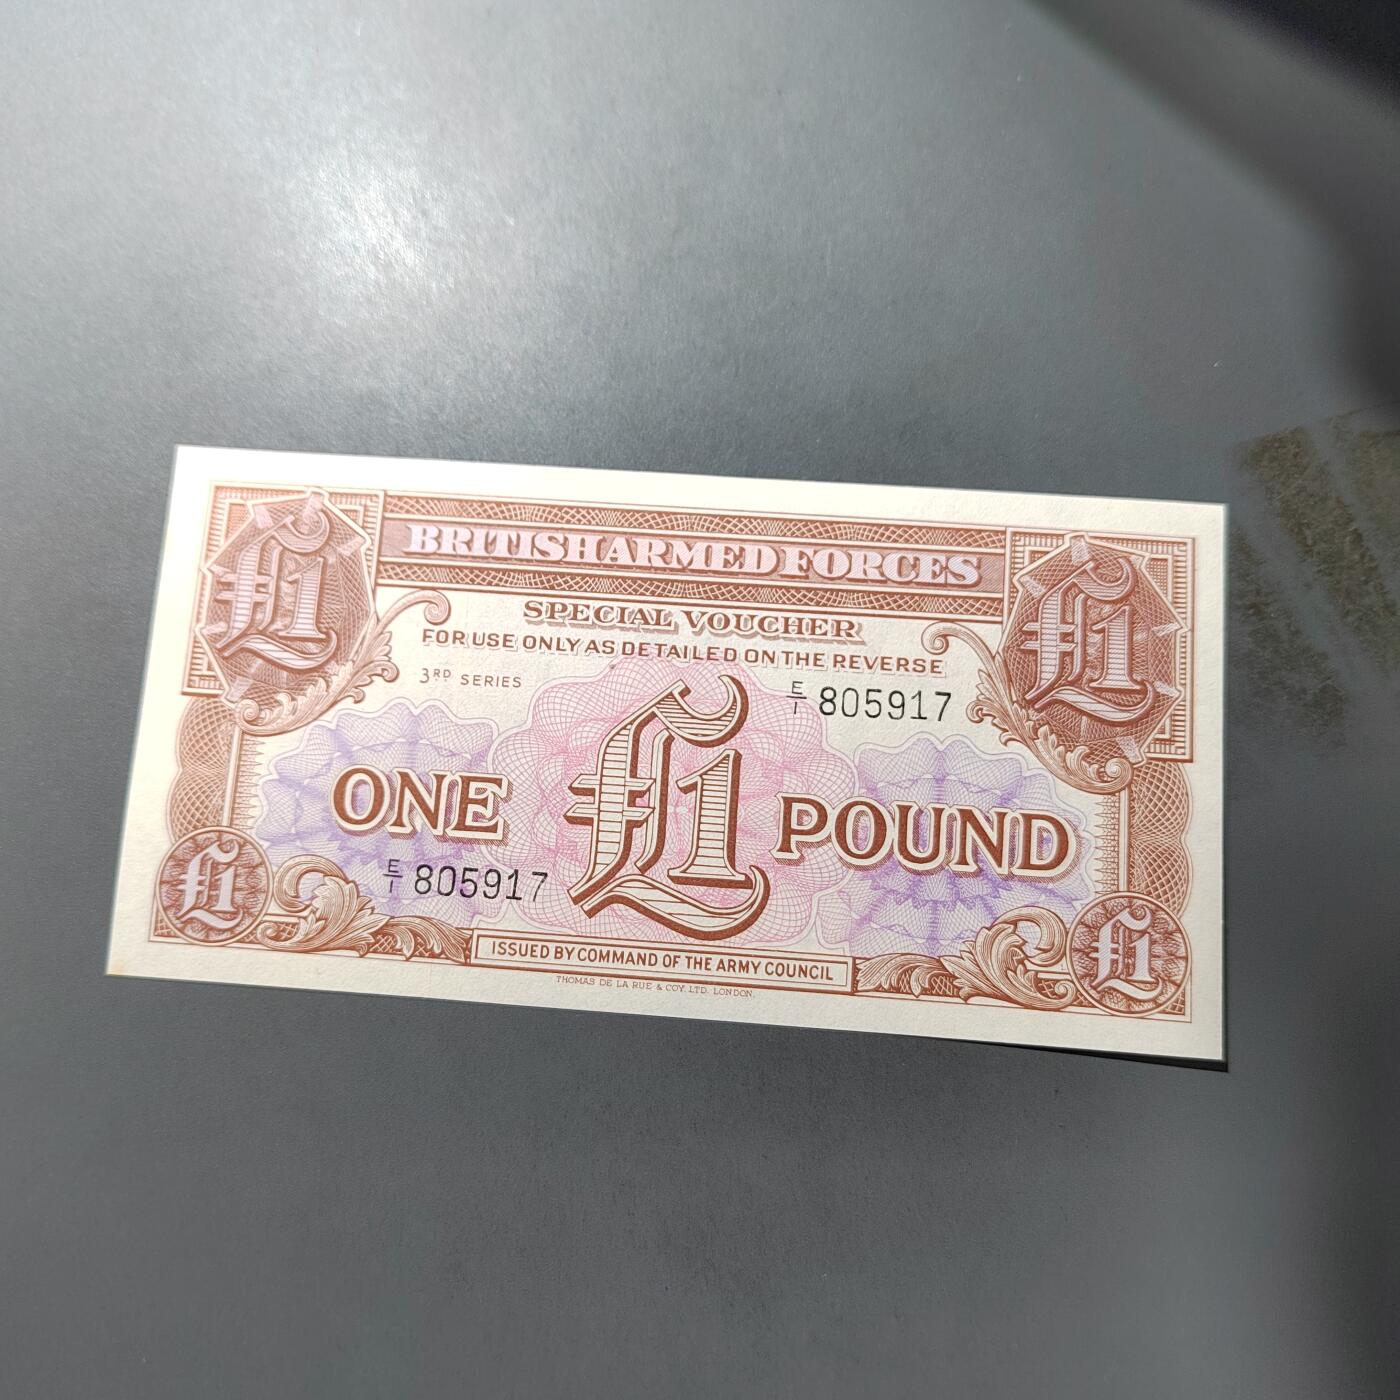 £1
BRITISH ARMED FORCES
£1
SPECIAL VOUCHER
FOR USE ONLY AS DETAILED ON THE REVERSE
3RD SERIES
E/1 805917
ONE £1 POUND
E/1 805917
£1
ISSUED BY COMMAND OF THE ARMY COUNCIL
£1
THOMAS DE LA RUE & COY. LTD. LONDON.